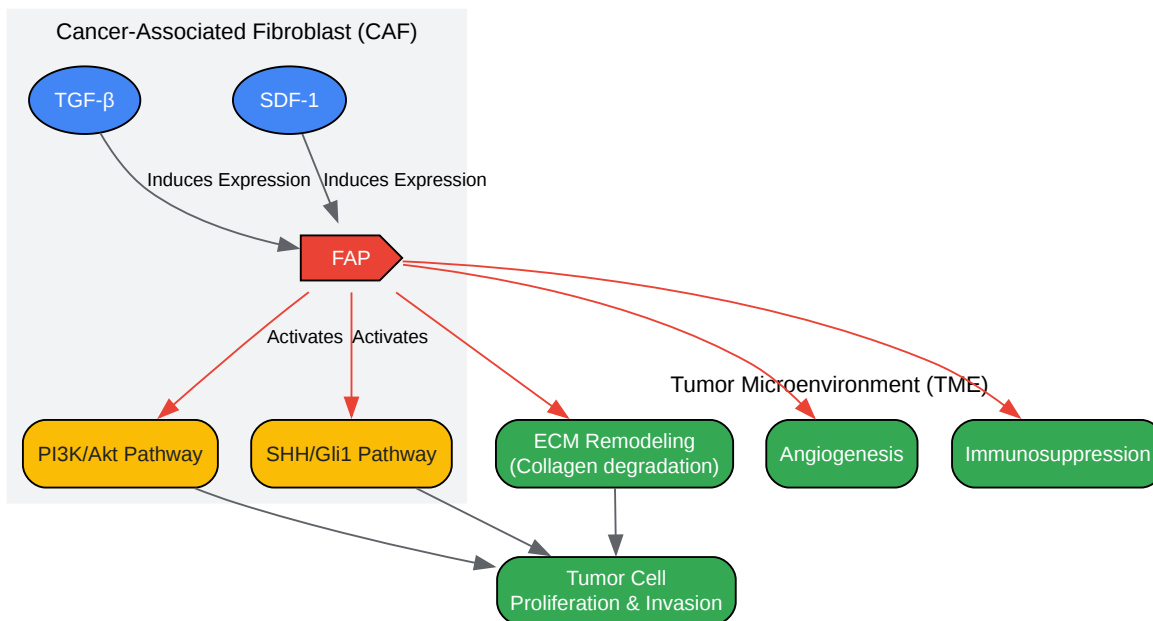 Cancer-Associated Fibroblast (CAF)
TGF-β
SDF-1
Induces Expression
Induces Expression
FAP
Activates
Activates
Tumor Microenvironment (TME)
PI3K/Akt Pathway
SHH/Gli1 Pathway
ECM Remodeling
(Collagen degradation)
Angiogenesis
Immunosuppression
Tumor Cell
Proliferation & Invasion